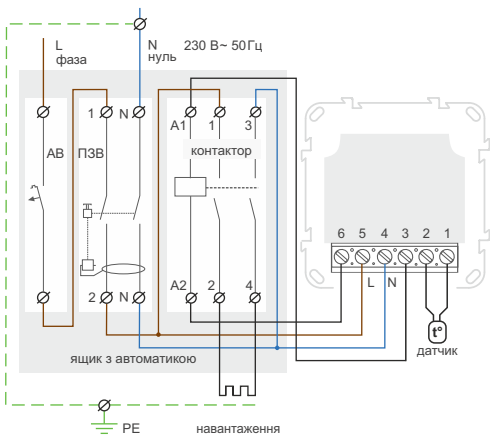 L
фаза
N
нуль
230 В~ 50Гц
1
N
A1
1
3
АВ
ПЗВ
контактор
6 5 4 3 2 1
L N
2
N
A2
2
4
t°
датчик
ящик з автоматикою
PE
навантаження